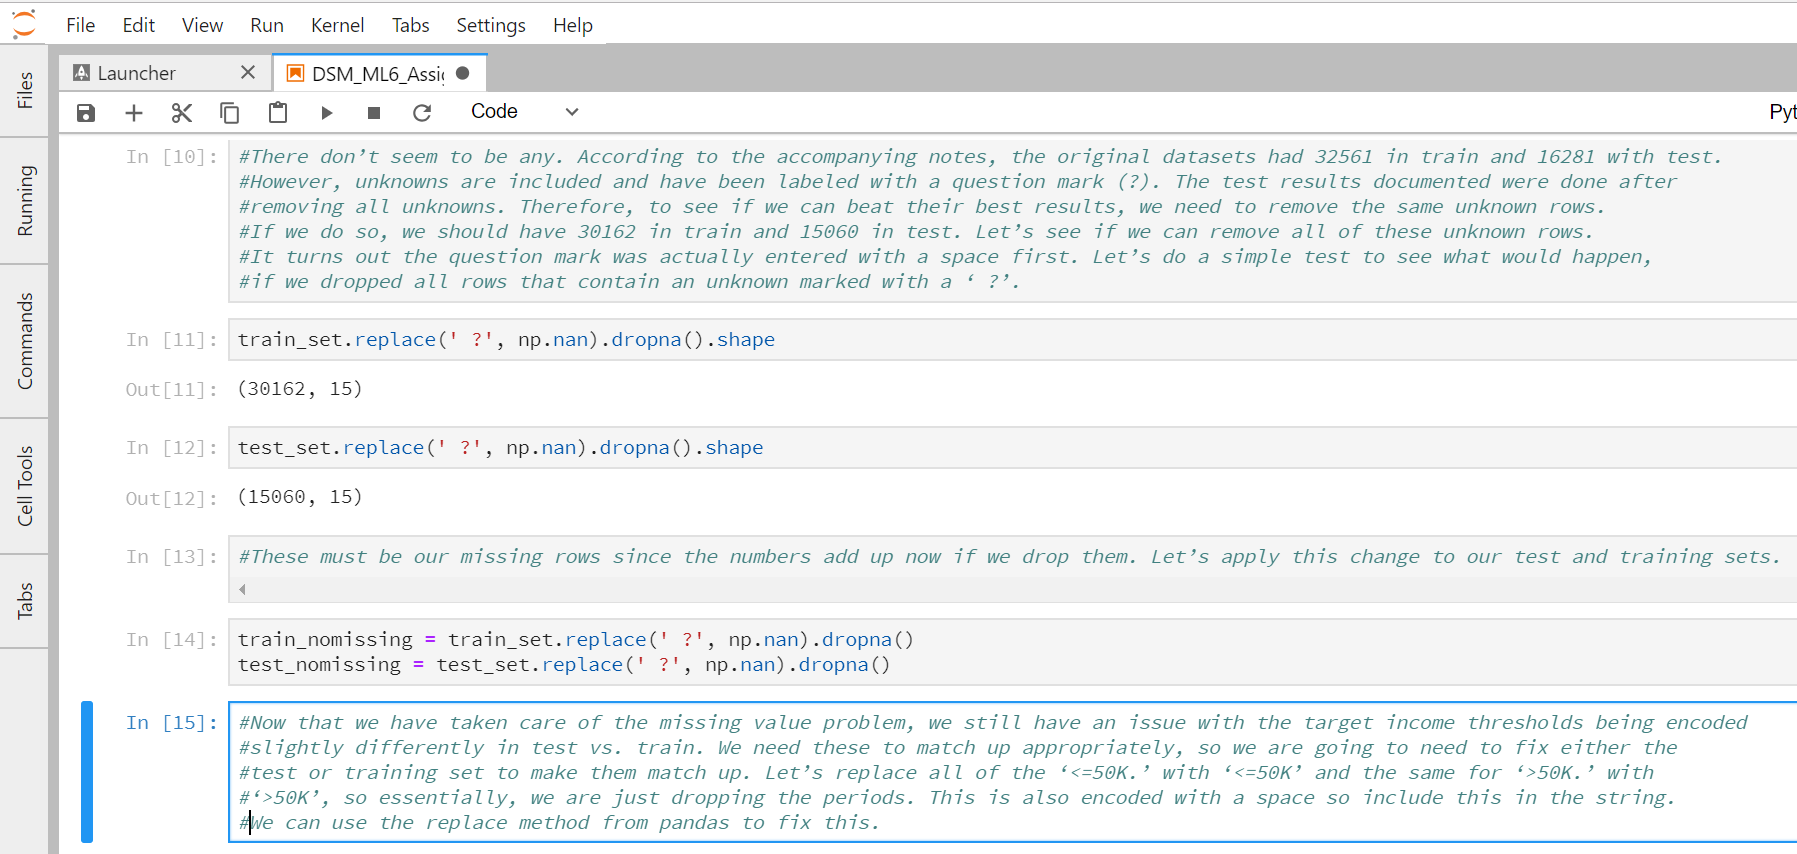 File Edit View Run Kernel Tabs Settings Help
Launcher
DSM_ML6_Assi
Code
Pyt
Files
Running
Commands
Cell Tools
Tabs
In [10]: #There don’t seem to be any. According to the accompanying notes, the original datasets had 32561 in train and 16281 with test.
#However, unknowns are included and have been labeled with a question mark (?). The test results documented were done after
#removing all unknowns. Therefore, to see if we can beat their best results, we need to remove the same unknown rows.
#If we do so, we should have 30162 in train and 15060 in test. Let’s see if we can remove all of these unknown rows.
#It turns out the question mark was actually entered with a space first. Let’s do a simple test to see what would happen,
#if we dropped all rows that contain an unknown marked with a ‘ ?’.
In [11]: train_set.replace(' ?', np.nan).dropna().shape
Out[11]: (30162, 15)
In [12]: test_set.replace(' ?', np.nan).dropna().shape
Out[12]: (15060, 15)
In [13]: #These must be our missing rows since the numbers add up now if we drop them. Let’s apply this change to our test and training sets.
In [14]: train_nomissing = train_set.replace(' ?', np.nan).dropna()
test_nomissing = test_set.replace(' ?', np.nan).dropna()
In [15]: #Now that we have taken care of the missing value problem, we still have an issue with the target income thresholds being encoded
#slightly differently in test vs. train. We need these to match up appropriately, so we are going to need to fix either the
#test or training set to make them match up. Let’s replace all of the ‘<=50K.’ with ‘<=50K’ and the same for ‘>50K.’ with
#‘>50K’, so essentially, we are just dropping the periods. This is also encoded with a space so include this in the string.
#We can use the replace method from pandas to fix this.